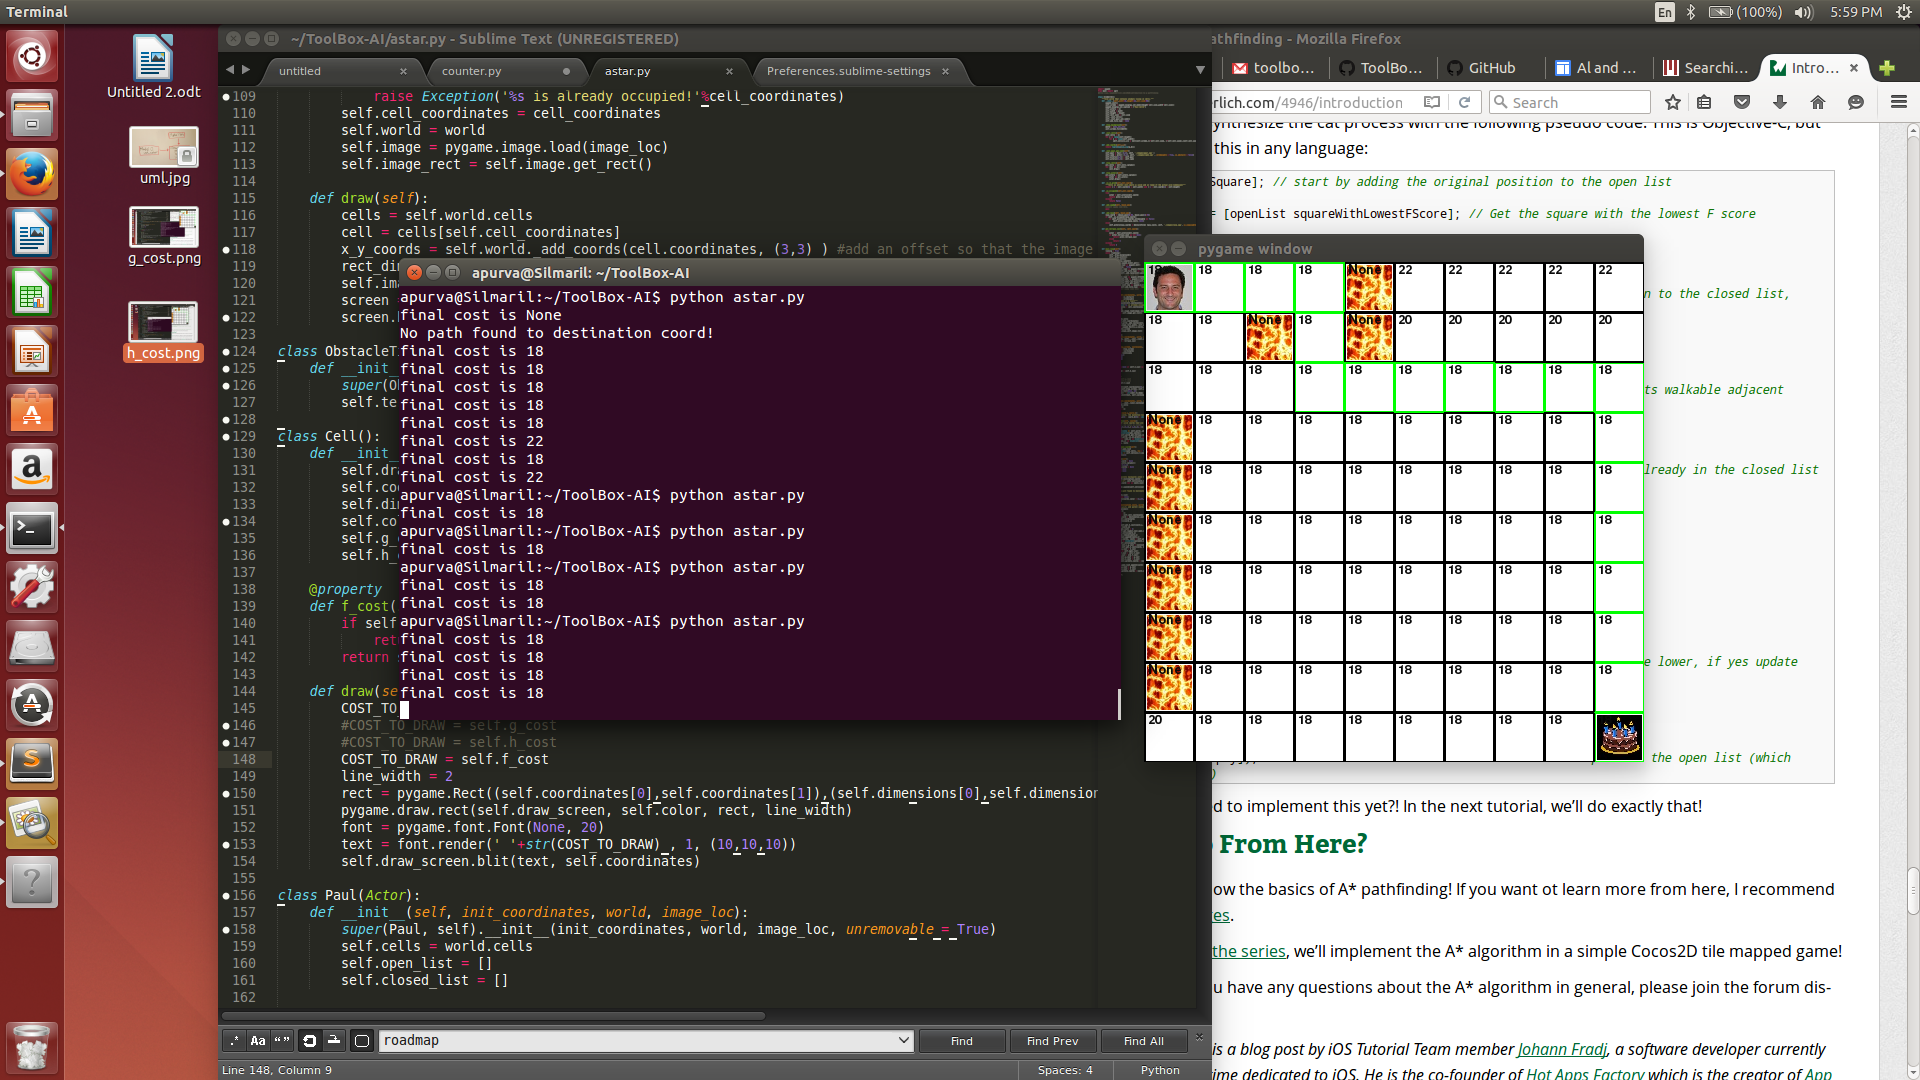 Terminal
En
(100%)
5:59 PM
Untitled 2.odt
uml.jpg
g_cost.png
h_cost.png
~/ToolBox-AI/astar.py - Sublime Text (UNREGISTERED)
untitled
counter.py
astar.py
Preferences.sublime-settings
109 raise Exception('%s is already occupied!'%cell_coordinates)
110 self.cell_coordinates = cell_coordinates
111 self.world = world
112 self.image = pygame.image.load(image_loc)
113 self.image_rect = self.image.get_rect()
114
115 def draw(self):
116 cells = self.world.cells
117 cell = cells[self.cell_coordinates]
118 x_y_coords = self.world._add_coords(cell.coordinates, (3,3) ) #add an offset so that the image
119 rect_di
120 self.im
121 screen
122 screen.
123
124 class ObstacleT
125 def __init_
126 super(O
127 self.te
128
129 class Cell():
130 def __init_
131 self.dr
132 self.co
133 self.di
134 self.co
135 self.g_
136 self.h_
137
138 @property
139 def f_cost(
140 if self
141 ret
142 return
143
144 def draw(se
145 COST_TO_
146 #COST_TO_DRAW = self.g_cost
147 #COST_TO_DRAW = self.h_cost
148 COST_TO_DRAW = self.f_cost
149 line_width = 2
150 rect = pygame.Rect((self.coordinates[0],self.coordinates[1]),(self.dimensions[0],self.dimension
151 pygame.draw.rect(self.draw_screen, self.color, rect, line_width)
152 font = pygame.font.Font(None, 20)
153 text = font.render(' '+str(COST_TO_DRAW) , 1, (10,10,10))
154 self.draw_screen.blit(text, self.coordinates)
155
156 class Paul(Actor):
157 def __init__(self, init_coordinates, world, image_loc):
158 super(Paul, self).__init__(init_coordinates, world, image_loc, unremovable = True)
159 self.cells = world.cells
160 self.open_list = []
161 self.closed_list = []
162
.*
Aa
“ ”
roadmap
Find
Find Prev
Find All
Line 148, Column 9
Spaces: 4
Python
apurva@Silmaril: ~/ToolBox-AI
apurva@Silmaril:~/ToolBox-AI$ python astar.py
final cost is None
No path found to destination coord!
final cost is 18
final cost is 18
final cost is 18
final cost is 18
final cost is 18
final cost is 22
final cost is 18
final cost is 22
apurva@Silmaril:~/ToolBox-AI$ python astar.py
final cost is 18
apurva@Silmaril:~/ToolBox-AI$ python astar.py
final cost is 18
apurva@Silmaril:~/ToolBox-AI$ python astar.py
final cost is 18
final cost is 18
apurva@Silmaril:~/ToolBox-AI$ python astar.py
final cost is 18
final cost is 18
final cost is 18
final cost is 18
athfinding - Mozilla Firefox
toolbo...
ToolBo...
GitHub
AI and ...
Searchi...
Intro...
erlich.com/4946/introduction
Search
ynthesize the cat process with the following pseudo code. This is Objective-C, but
this in any language:
Square]; // start by adding the original position to the open list
= [openList squareWithLowestFScore]; // Get the square with the lowest F score
n to the closed list,
ts walkable adjacent
lready in the closed list
e lower, if yes update
the open list (which
ed to implement this yet?! In the next tutorial, we’ll do exactly that!
From Here?
ow the basics of A* pathfinding! If you want ot learn more from here, I recommend
es.
the series, we’ll implement the A* algorithm in a simple Cocos2D tile mapped game!
u have any questions about the A* algorithm in general, please join the forum dis-
is a blog post by iOS Tutorial Team member Johann Fradj, a software developer currently
ime dedicated to iOS. He is the co-founder of Hot Apps Factory which is the creator of App
pygame window
18 18 18 18 None 22 22 22 22 22
18 18 None 18 None 20 20 20 20 20
18 18 18 18 18 18 18 18 18 18
None 18 18 18 18 18 18 18 18 18
None 18 18 18 18 18 18 18 18 18
None 18 18 18 18 18 18 18 18 18
None 18 18 18 18 18 18 18 18 18
None 18 18 18 18 18 18 18 18 18
None 18 18 18 18 18 18 18 18 18
20 18 18 18 18 18 18 18 18